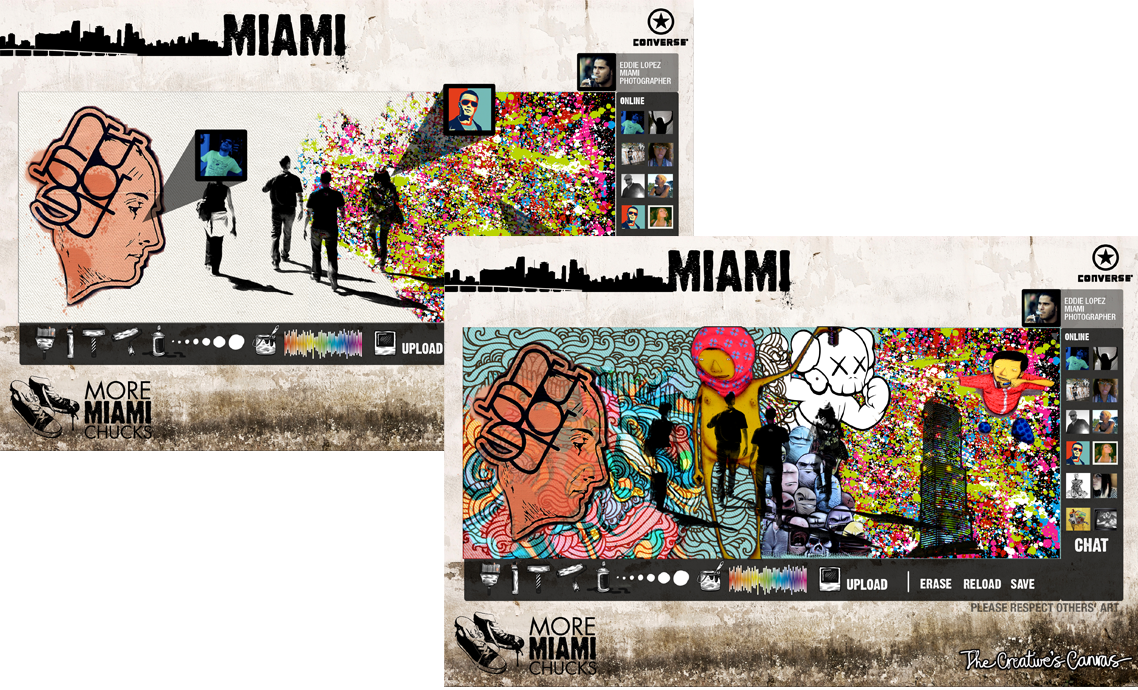 MIAMI
CONVERSE
EDDIE LOPEZ
MIAMI
PHOTOGRAPHER
ONLINE
UPLOAD
MORE
MIAMI
CHUCKS
MIAMI
CONVERSE
EDDIE LOPEZ
MIAMI
PHOTOGRAPHER
ONLINE
CHAT
UPLOAD
ERASE RELOAD SAVE
PLEASE RESPECT OTHERS' ART
MORE
MIAMI
CHUCKS
The Creative's Canvas